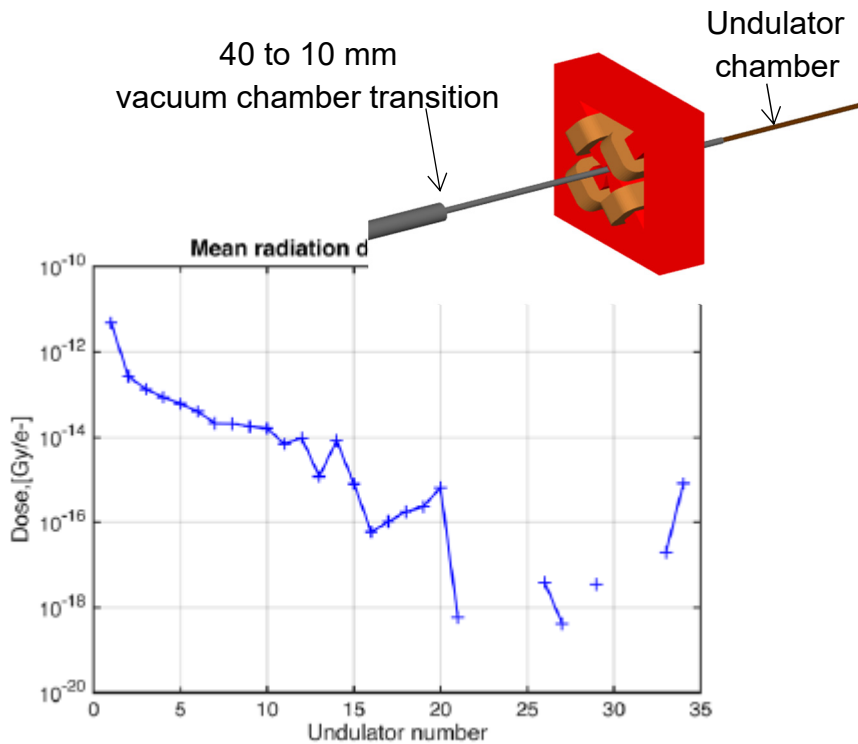 40 to 10 mm
vacuum chamber transition
Undulator
chamber
Mean radiation d
Dose,[Gy/e-]
10^-10
10^-12
10^-14
10^-16
10^-18
10^-20
0 5 10 15 20 25 30 35
Undulator number